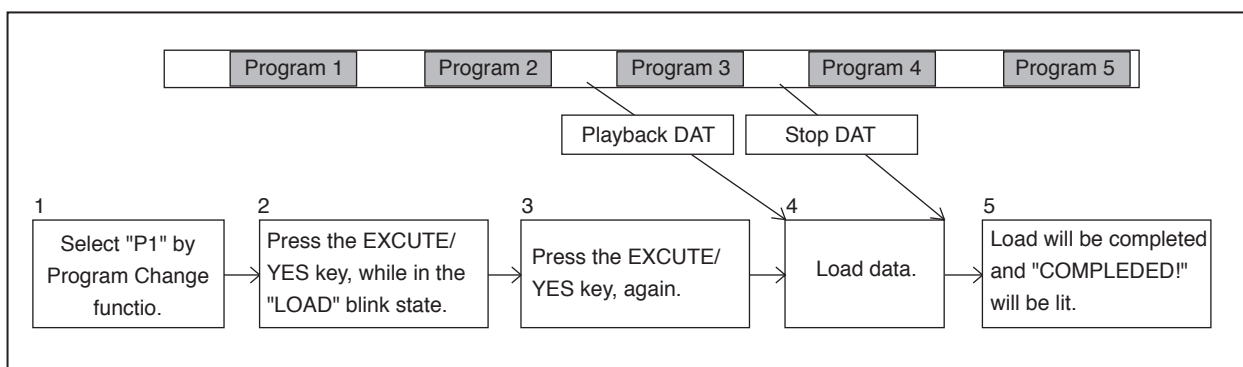 Program 1 Program 2 Program 3 Program 4 Program 5
Playback DAT Stop DAT
1
Select "P1" by
Program Change
functio.
2
Press the EXCUTE/
YES key, while in the
"LOAD" blink state.
3
Press the EXCUTE/
YES key, again.
4
Load data.
5
Load will be completed
and "COMPLEDED!"
will be lit.